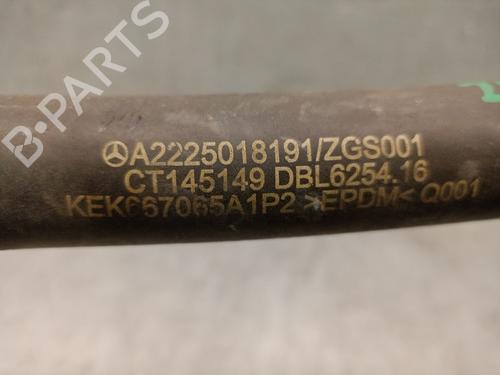 A2225018191/ZGS001
CT145149 DBL6254.16
KEK667065A1P2 >EPDM< Q001
B-PARTS